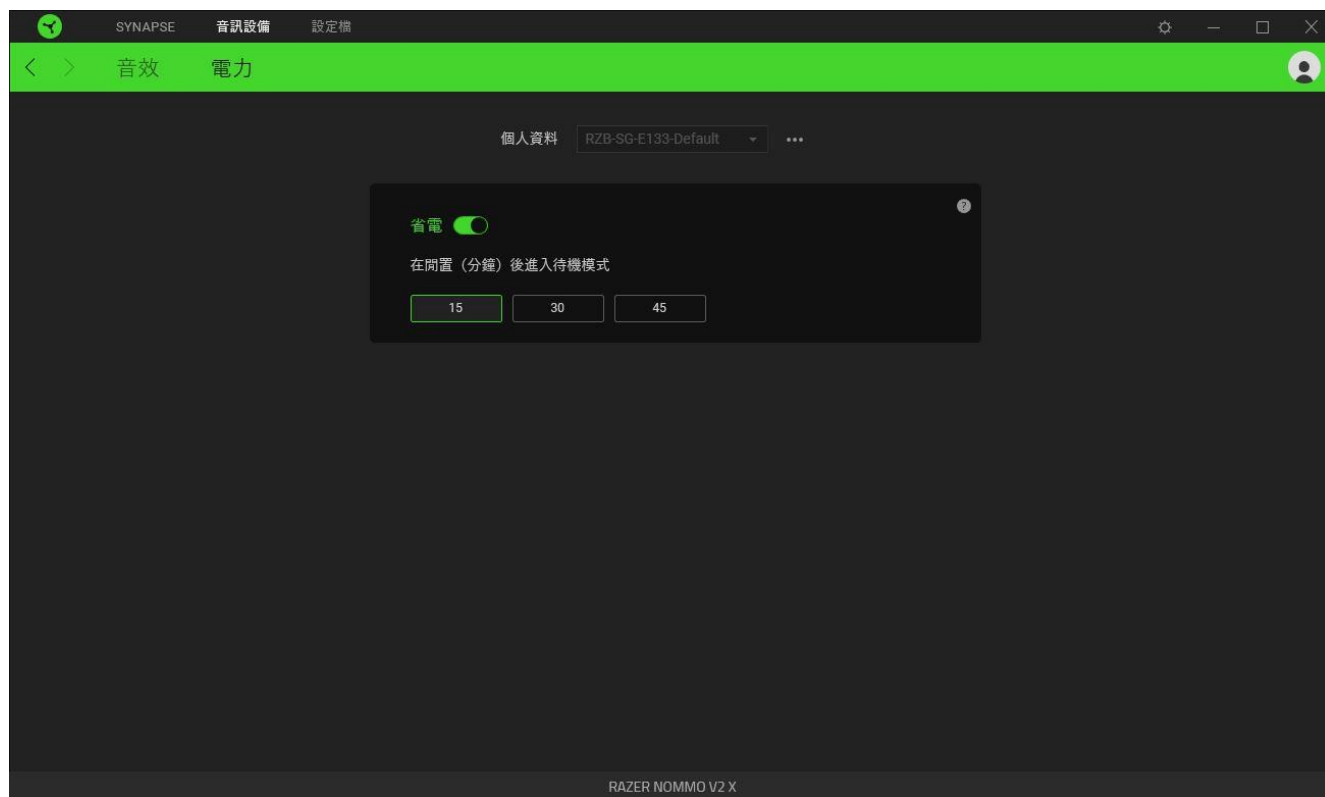 SYNAPSE 音訊設備 設定檔
音效 電力
個人資料 RZB-SG-E133-Default
省電
在閒置（分鐘）後進入待機模式
15 30 45
RAZER NOMMO V2 X